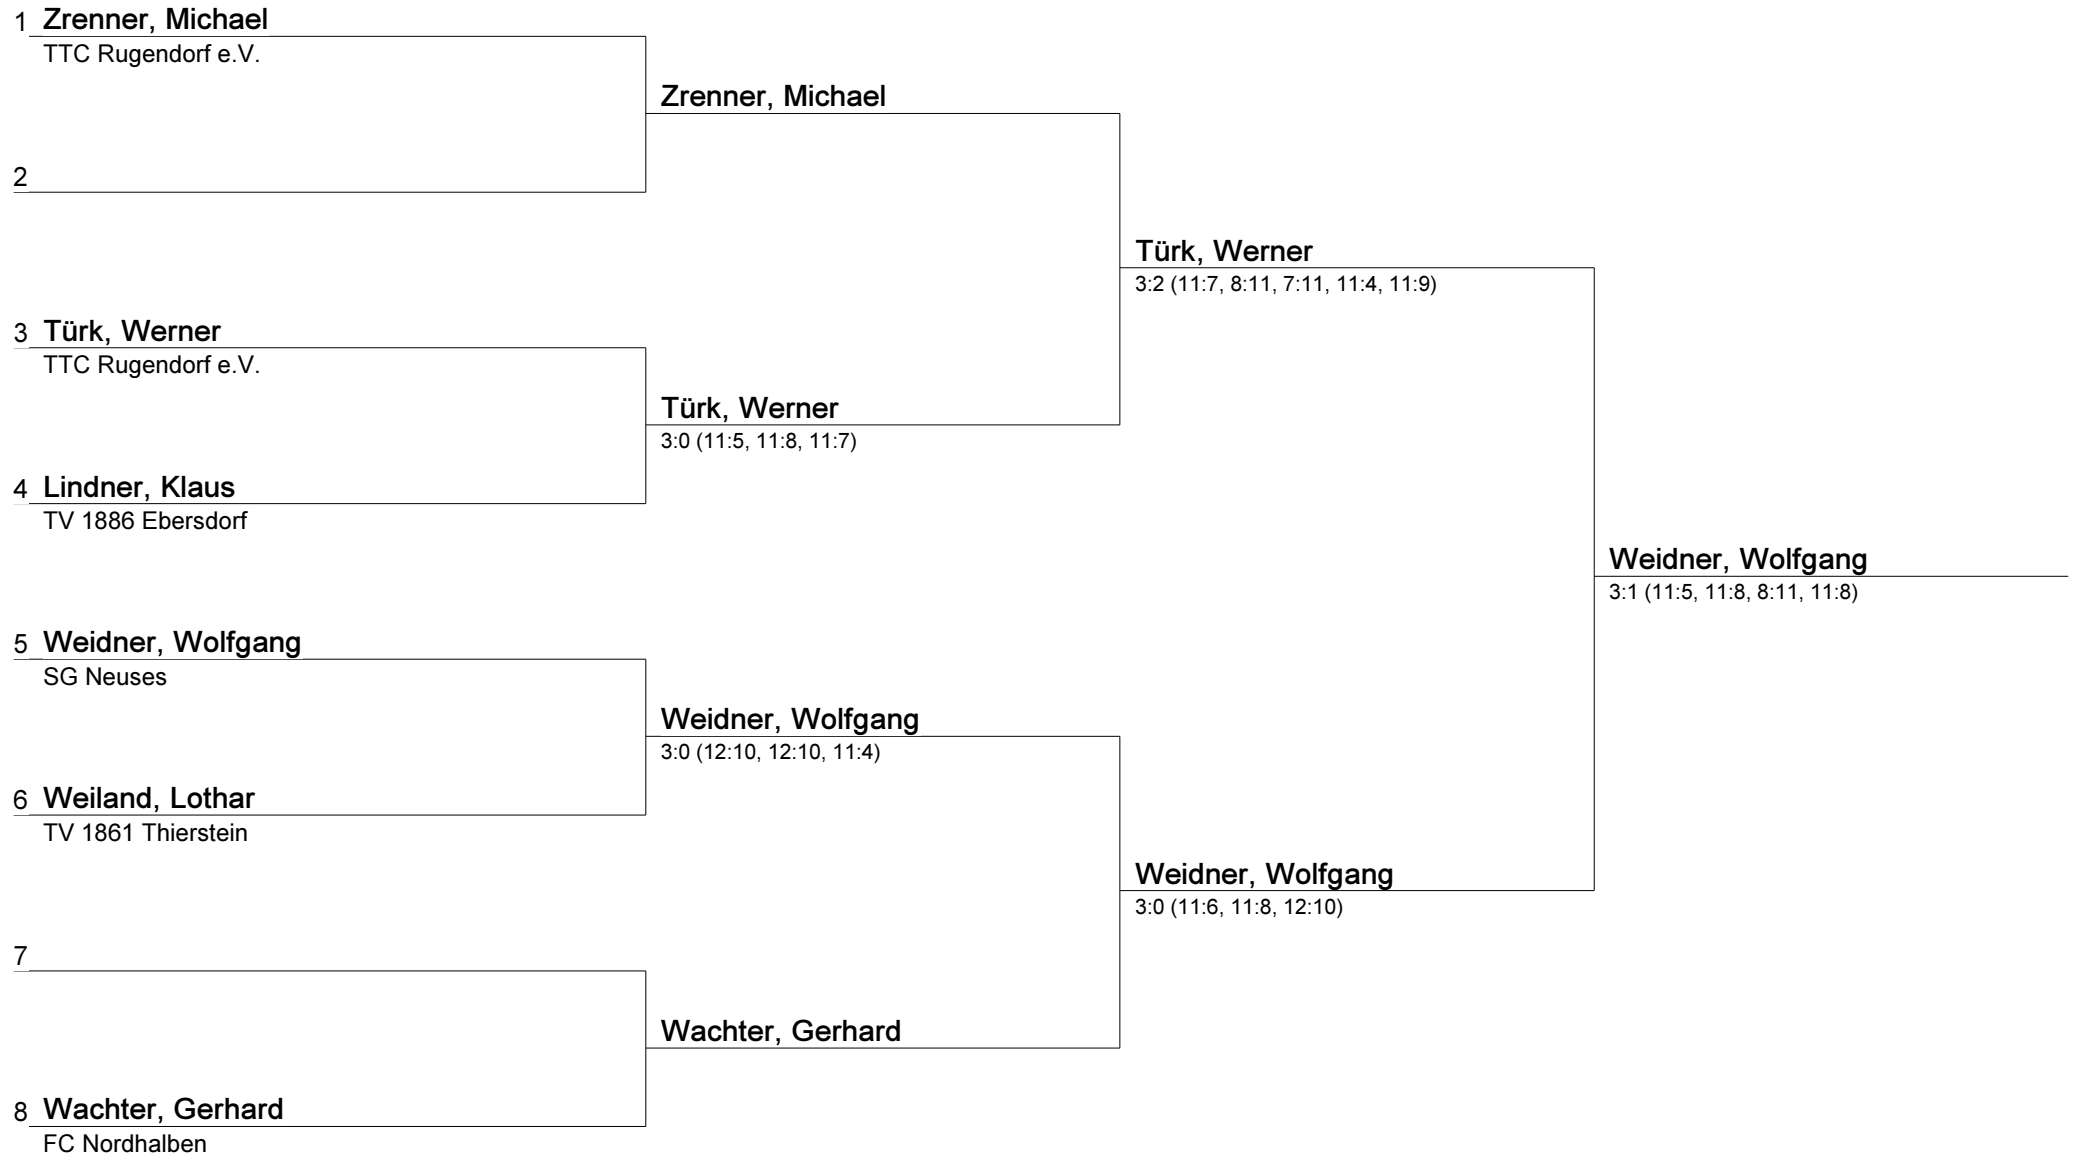 1 Zrenner, Michael
TTC Rugendorf e.V.
Zrenner, Michael
2
Türk, Werner
3:2 (11:7, 8:11, 7:11, 11:4, 11:9)
3 Türk, Werner
TTC Rugendorf e.V.
Türk, Werner
3:0 (11:5, 11:8, 11:7)
4 Lindner, Klaus
TV 1886 Ebersdorf
Weidner, Wolfgang
3:1 (11:5, 11:8, 8:11, 11:8)
5 Weidner, Wolfgang
SG Neuses
Weidner, Wolfgang
3:0 (12:10, 12:10, 11:4)
6 Weiland, Lothar
TV 1861 Thierstein
Weidner, Wolfgang
3:0 (11:6, 11:8, 12:10)
7
Wachter, Gerhard
8 Wachter, Gerhard
FC Nordhalben